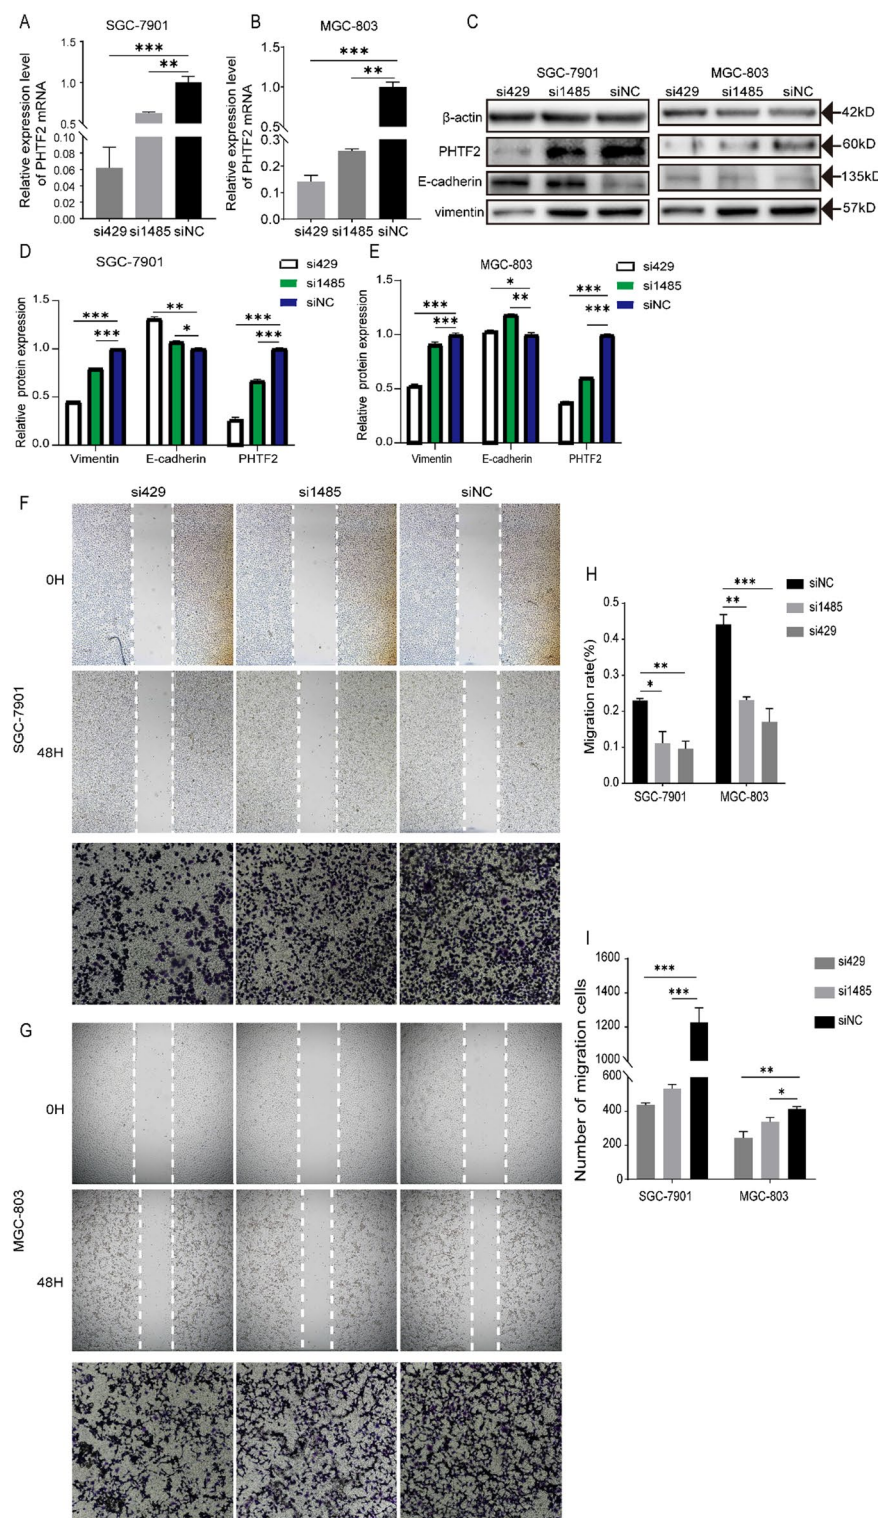 A
SGC-7901
Relative expression level
of PHTF2 mRNA
1.5
1.0
0.5
0.10
0.08
0.06
0.04
0.02
0.00
***
**
si429 si1485 siNC
B
MGC-803
Relative expression level
of PHTF2 mRNA
1.5
1.0
0.5
0.3
0.2
0.1
0.0
***
**
si429 si1485 siNC
C
SGC-7901
MGC-803
si429 si1485 siNC
si429 si1485 siNC
β-actin
42kD
PHTF2
60kD
E-cadherin
135kD
vimentin
57kD
D
SGC-7901
si429
si1485
siNC
Relative protein expression
1.5
1.0
0.5
0.0
***
***
**
*
***
***
Vimentin E-cadherin PHTF2
E
MGC-803
si429
si1485
siNC
Relative protein expression
1.5
1.0
0.5
0.0
***
***
*
**
***
***
Vimentin E-cadherin PHTF2
F
si429 si1485 siNC
0H
SGC-7901
48H
G
0H
MGC-803
48H
H
siNC
si1485
si429
Migration rate(%)
0.4
0.3
0.2
0.1
0.0
**
*
***
**
SGC-7901 MGC-803
I
si429
si1485
siNC
Number of migration cells
1600
1400
1200
1000
600
400
200
0
***
***
**
*
SGC-7901 MGC-803